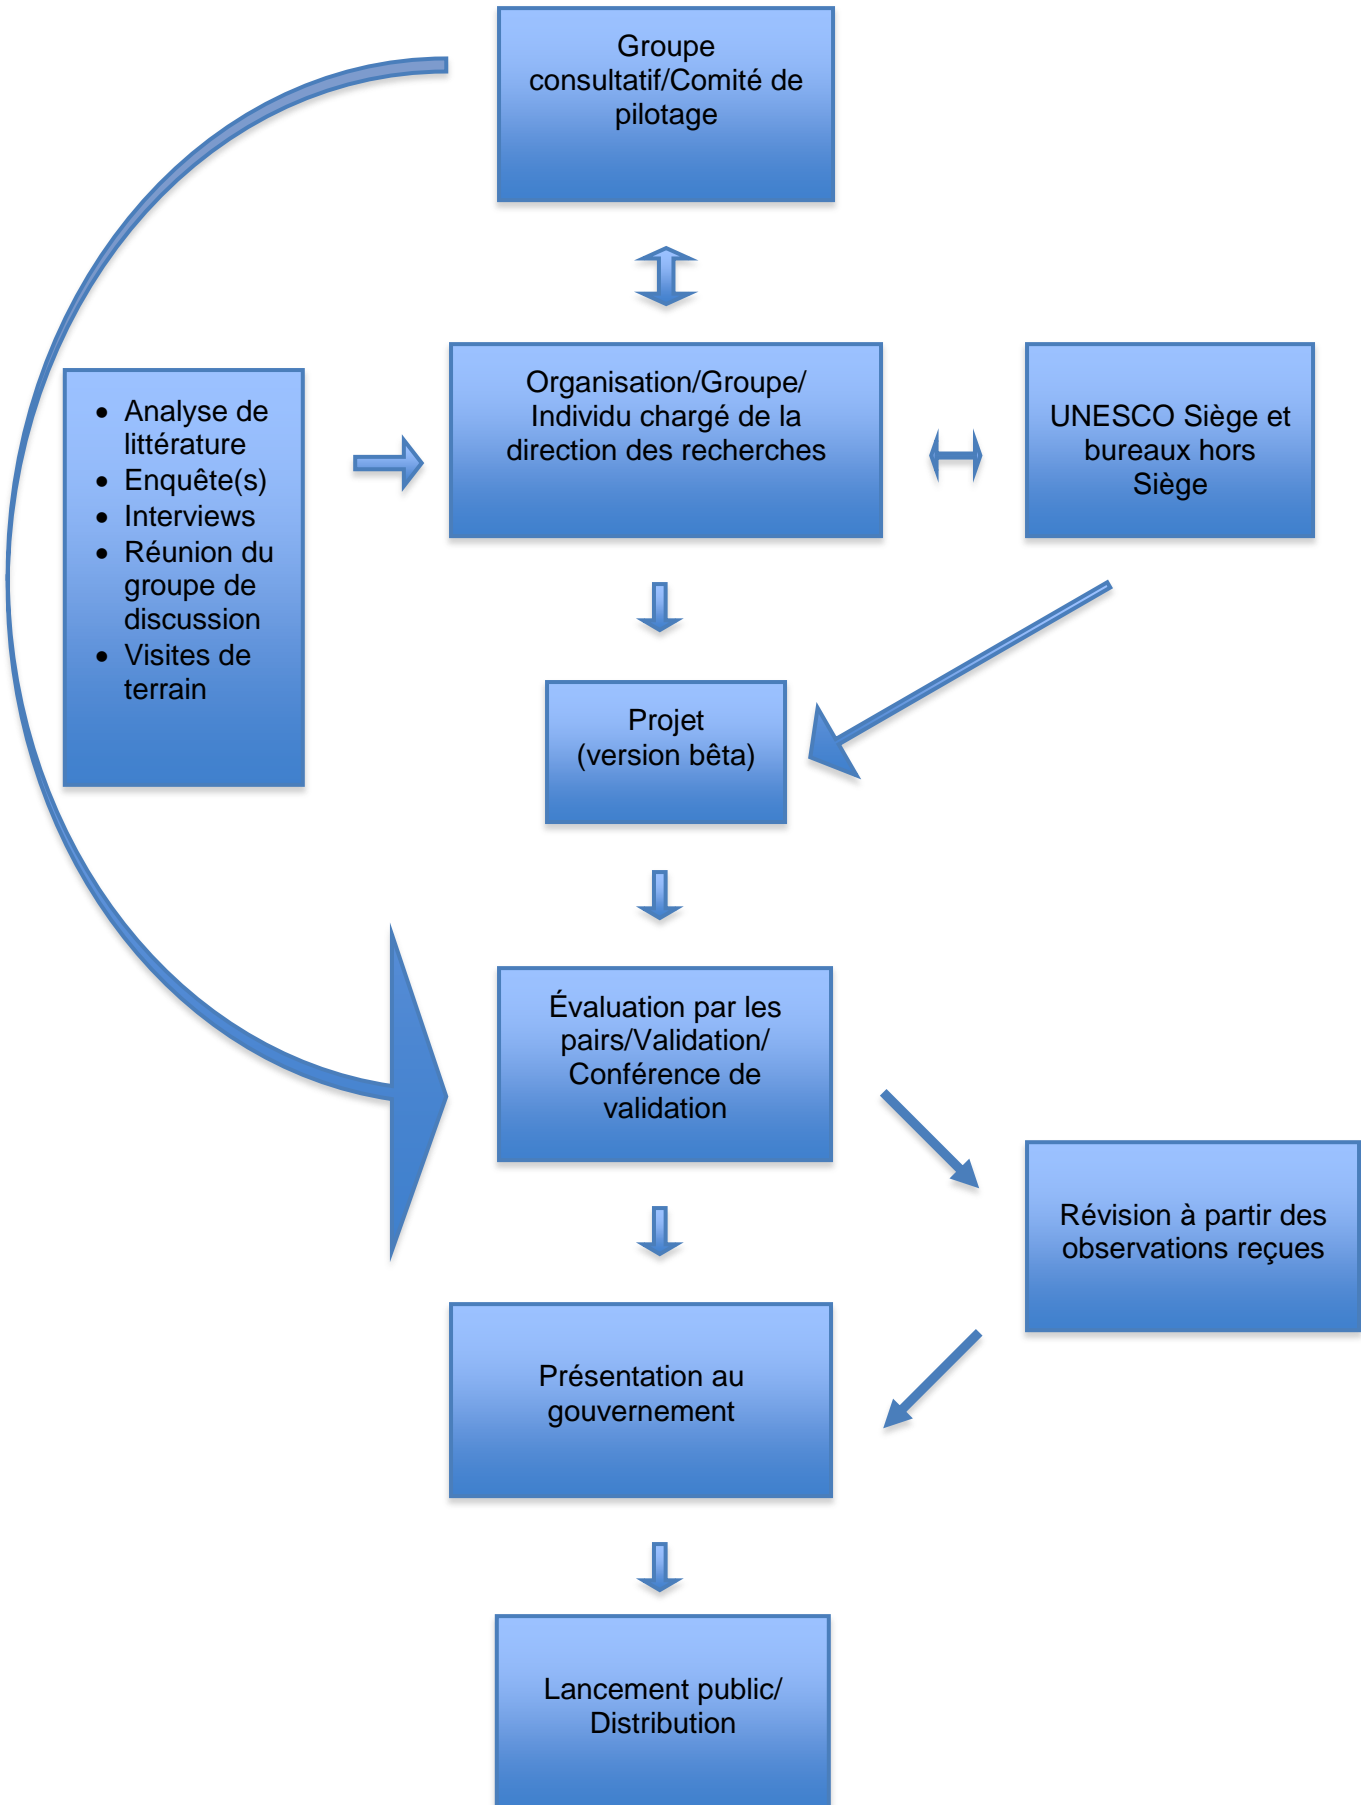 Groupe
consultatif/Comité de
pilotage
Organisation/Groupe/
Individu chargé de la
direction des recherches
UNESCO Siège et
bureaux hors
Siège
• Analyse de
littérature
• Enquête(s)
• Interviews
• Réunion du
groupe de
discussion
• Visites de
terrain
Projet
(version bêta)
Évaluation par les
pairs/Validation/
Conférence de
validation
Révision à partir des
observations reçues
Présentation au
gouvernement
Lancement public/
Distribution